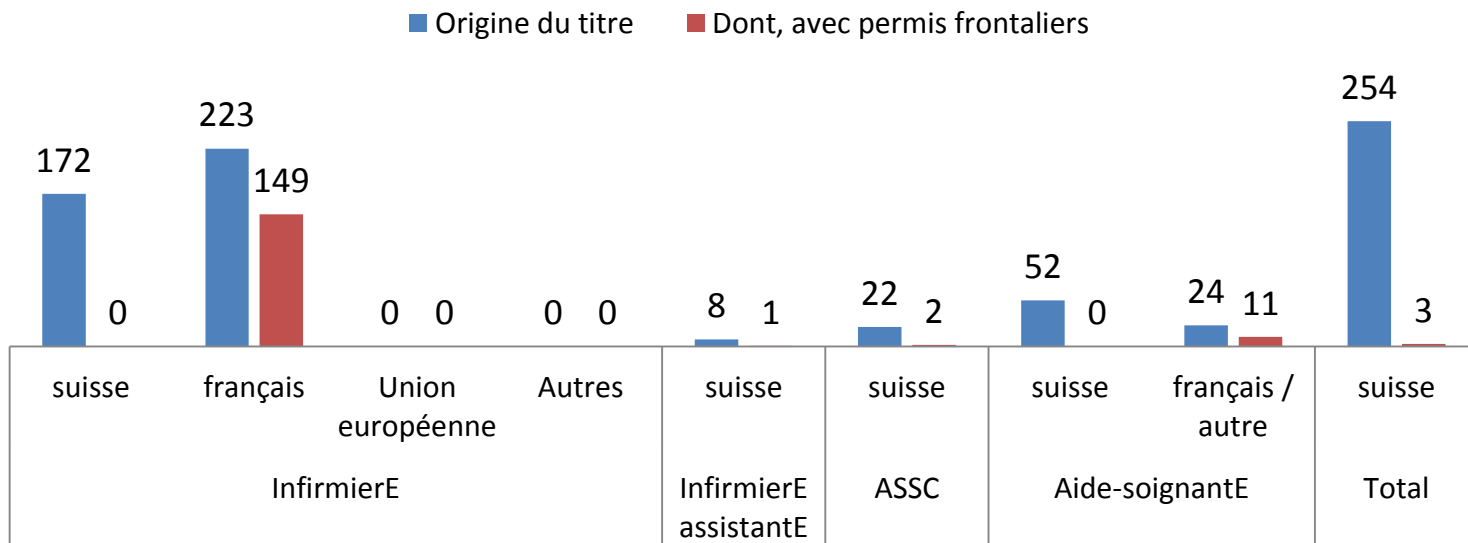 Origine du titre Dont, avec permis frontaliers
254
223
172
149
52
22 24
8 11
0 0 0 0 0 1 2 0 3
suisse français Union Autres suisse suisse suisse français / suisse
européenne autre
InfirmierE InfirmierE ASSC Aide-soignantE Total
assistantE